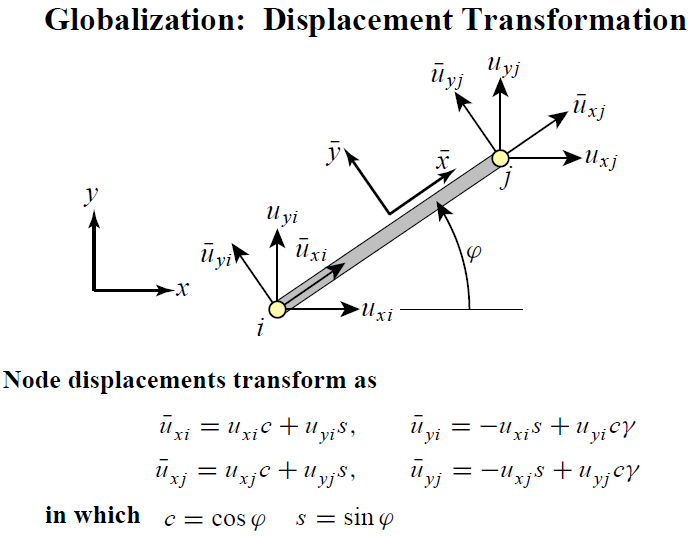 Globalization: Displacement Transformation
ū_yj
u_yj
ū_xj
ȳ
x̄
u_xj
j
y
u_yi
ū_yi
ū_xi
φ
x
u_xi
i
Node displacements transform as
ū_xi = u_xi c + u_yi s, ū_yi = −u_xi s + u_yi cγ
ū_xj = u_xj c + u_yj s, ū_yj = −u_xj s + u_yj cγ
in which c = cos φ s = sin φ